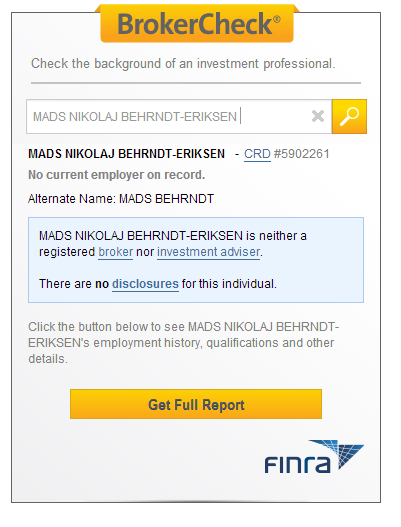 BrokerCheck®
Check the background of an investment professional.
MADS NIKOLAJ BEHRNDT-ERIKSEN
MADS NIKOLAJ BEHRNDT-ERIKSEN - CRD #5902261
No current employer on record.
Alternate Name: MADS BEHRNDT
MADS NIKOLAJ BEHRNDT-ERIKSEN is neither a
registered broker nor investment adviser.
There are no disclosures for this individual.
Click the button below to see MADS NIKOLAJ BEHRNDT-
ERIKSEN's employment history, qualifications and other
details.
Get Full Report
FINRA